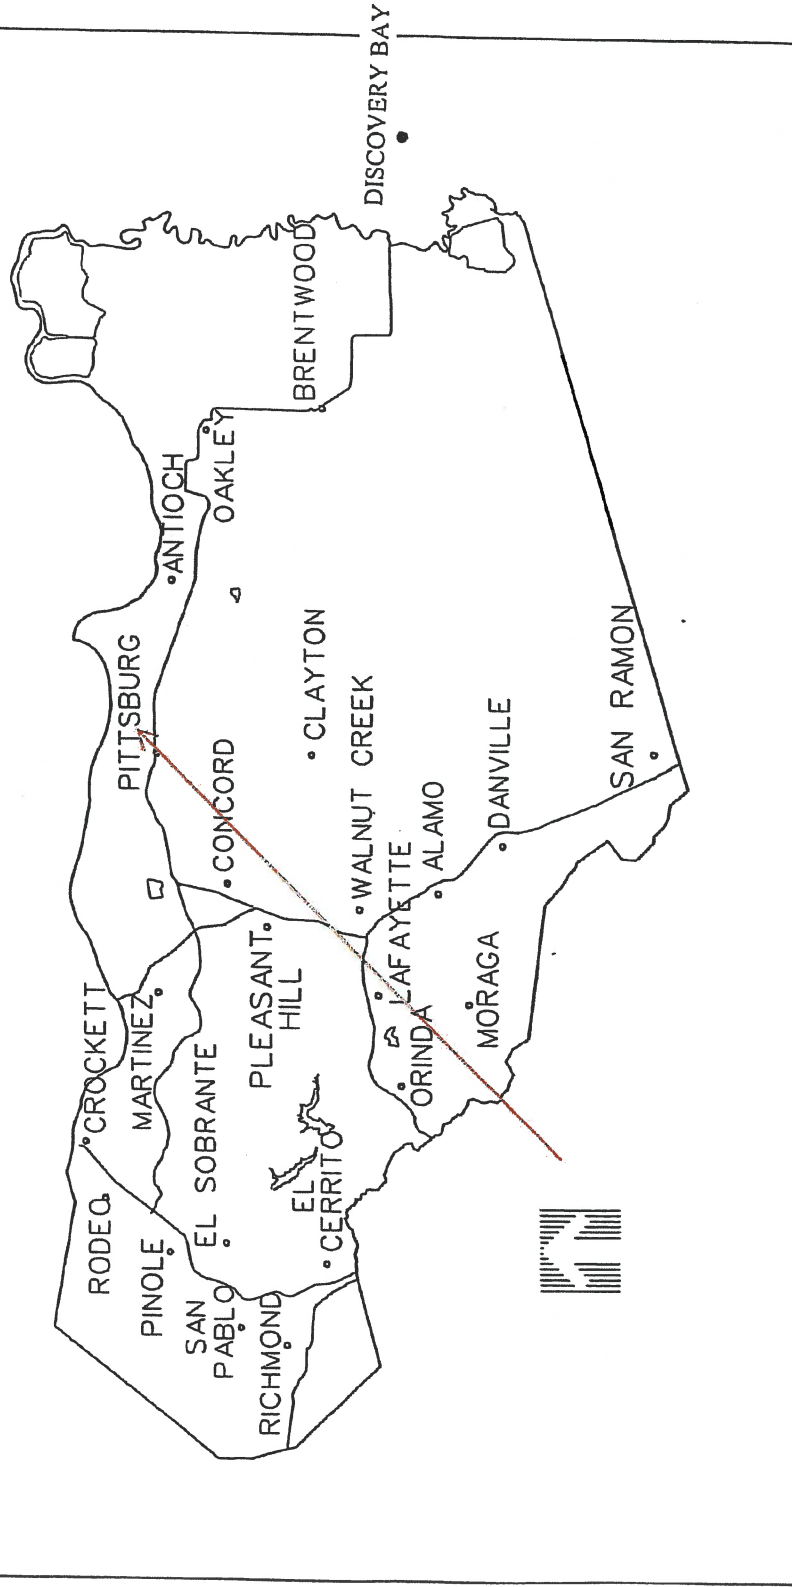 CROCKETT
RODEO
MARTINEZ
PITTSBURG
ANTIOCH
OAKLEY
PINOLE
EL SOBRANTE
CONCORD
SAN
PABLO
PLEASANT
HILL
CLAYTON
BRENTWOOD
RICHMOND
EL
CERRITO
WALNUT CREEK
DISCOVERY BAY
LAFAYETTE
ORINDA
ALAMO
MORAGA
DANVILLE
SAN RAMON